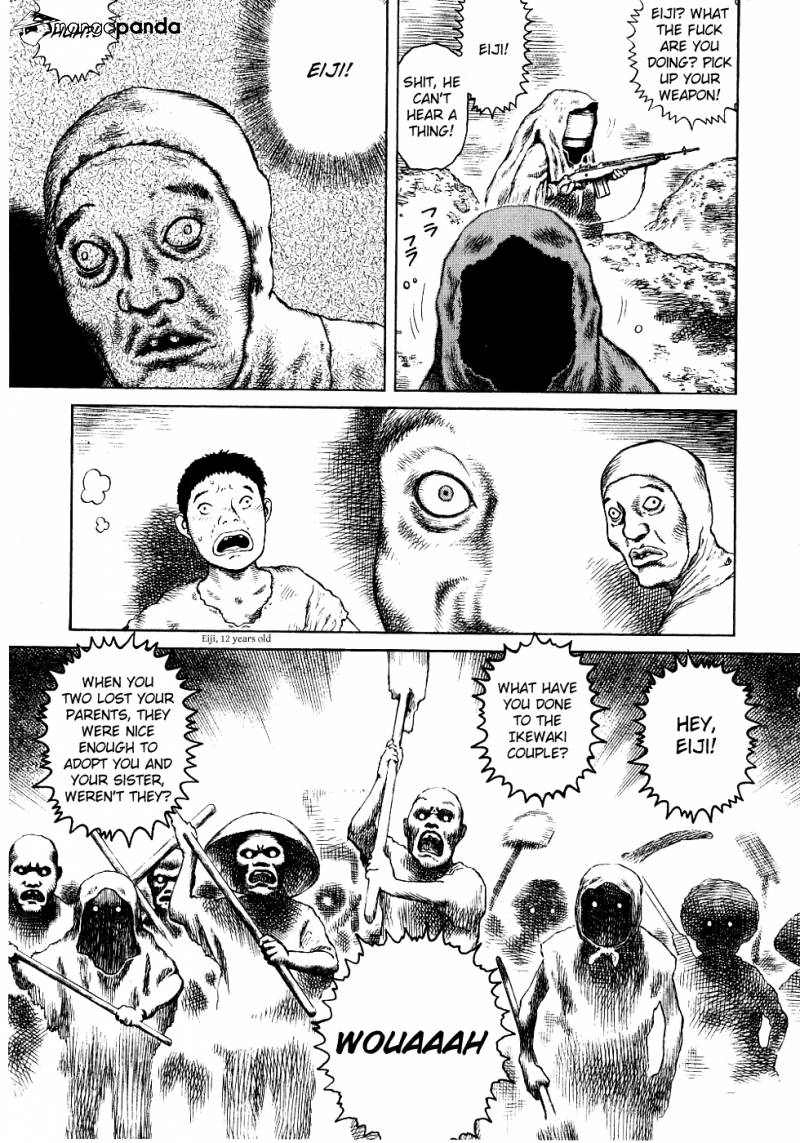 EIJI? WHAT
THE FUCK
ARE YOU
DOING? PICK
UP YOUR
WEAPON!
EIJI!
SHIT, HE
CAN'T
HEAR A
THING!
フラ
フラ
EIJI!
HUH?!
mangapanda
Eiji, 12 years old
HEY,
EIJI!
WHAT HAVE
YOU DONE
TO THE
IKEWAKI
COUPLE?
WHEN YOU
TWO LOST YOUR
PARENTS, THEY
WERE NICE
ENOUGH TO
ADOPT YOU AND
YOUR SISTER,
WEREN'T THEY?
WOUAAAH